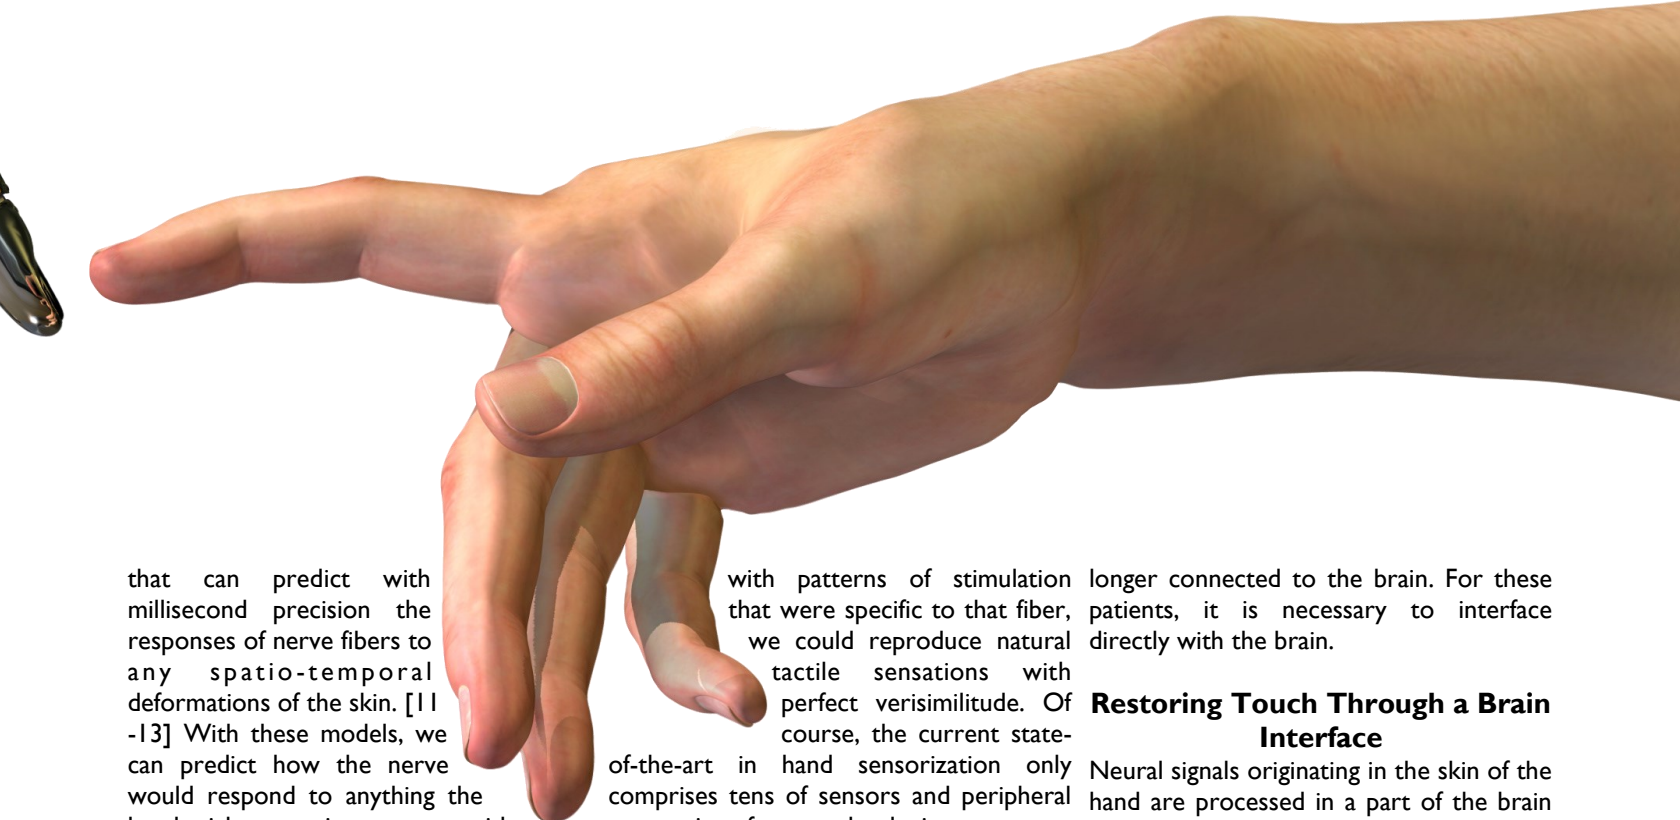 that can predict with
millisecond precision the
responses of nerve fibers to
any spatio-temporal
deformations of the skin. [11
-13] With these models, we
can predict how the nerve
would respond to anything the
with patterns of stimulation
that were specific to that fiber,
we could reproduce natural
tactile sensations with
perfect verisimilitude. Of
course, the current state-
of-the-art in hand sensorization only
comprises tens of sensors and peripheral
longer connected to the brain. For these
patients, it is necessary to interface
directly with the brain.
Restoring Touch Through a Brain
Interface
Neural signals originating in the skin of the
hand are processed in a part of the brain